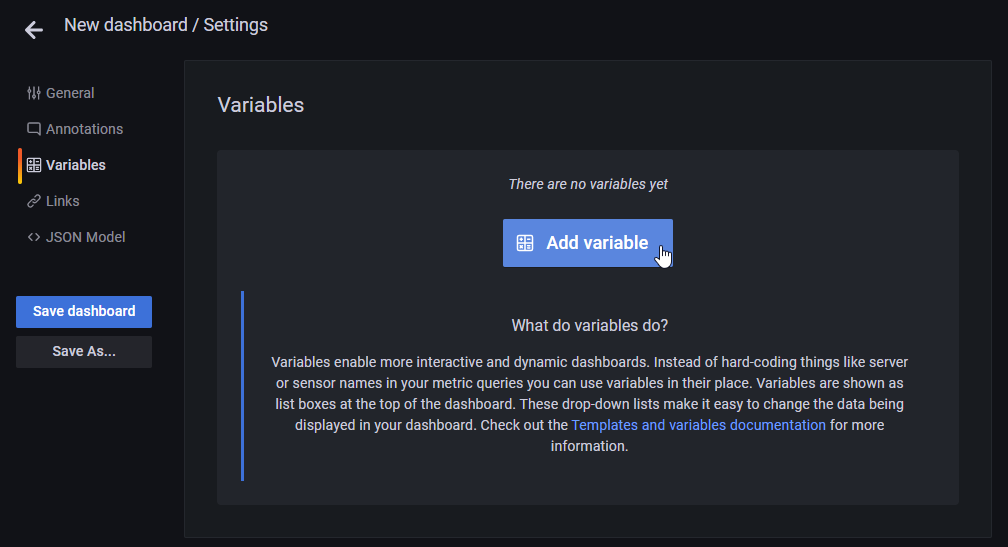 New dashboard / Settings
General
Annotations
Variables
Links
JSON Model
Save dashboard
Save As...
Variables
There are no variables yet
Add variable
What do variables do?
Variables enable more interactive and dynamic dashboards. Instead of hard-coding things like server
or sensor names in your metric queries you can use variables in their place. Variables are shown as
list boxes at the top of the dashboard. These drop-down lists make it easy to change the data being
displayed in your dashboard. Check out the Templates and variables documentation for more
information.